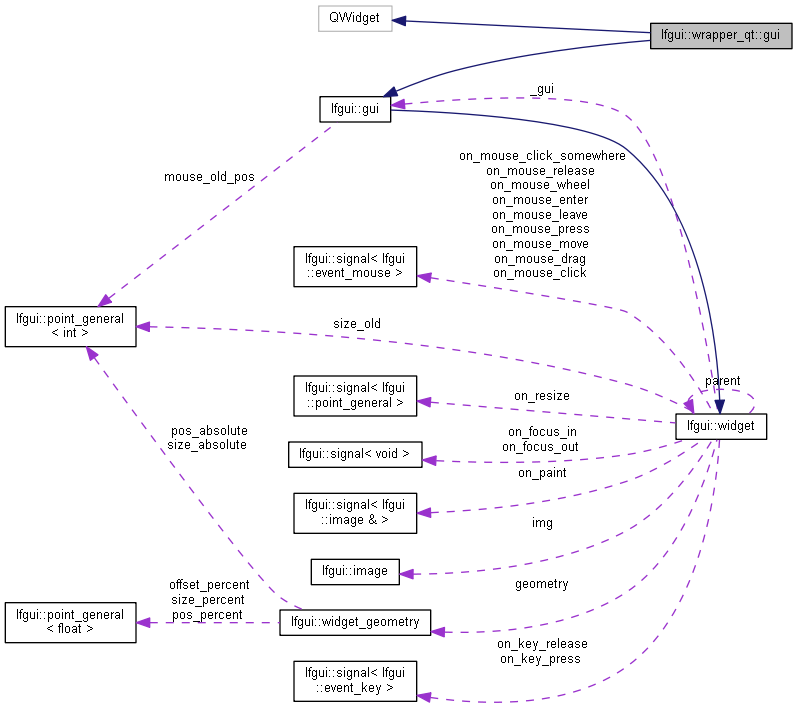 QWidget
lfgui::wrapper_qt::gui
_gui
lfgui::gui
mouse_old_pos
on_mouse_click_somewhere
on_mouse_release
on_mouse_wheel
on_mouse_enter
on_mouse_leave
on_mouse_press
on_mouse_move
on_mouse_drag
on_mouse_click
lfgui::signal< lfgui
::event_mouse >
lfgui::point_general
< int >
size_old
parent
lfgui::signal< lfgui
::point_general >
on_resize
lfgui::widget
pos_absolute
size_absolute
lfgui::signal< void >
on_focus_in
on_focus_out
on_paint
lfgui::signal< lfgui
::image & >
img
lfgui::image
geometry
offset_percent
size_percent
pos_percent
lfgui::point_general
< float >
lfgui::widget_geometry
on_key_release
on_key_press
lfgui::signal< lfgui
::event_key >